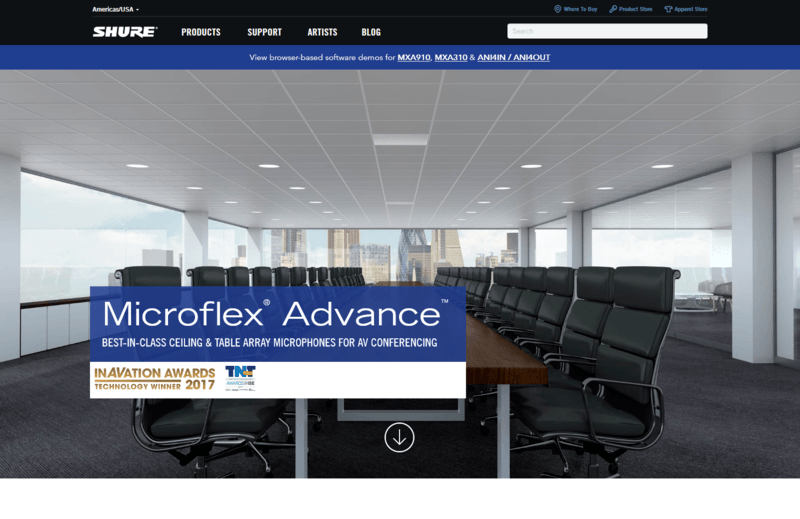 Americas/USA
Where To Buy
Product Store
Apparel Store
SHURE®
PRODUCTS
SUPPORT
ARTISTS
BLOG
Search
View browser-based software demos for MXA910, MXA310 & ANI4IN / ANI4OUT
Microflex® Advance™
BEST-IN-CLASS CEILING & TABLE ARRAY MICROPHONES FOR AV CONFERENCING
INAVATION AWARDS
TECHNOLOGY WINNER 2017
TNT